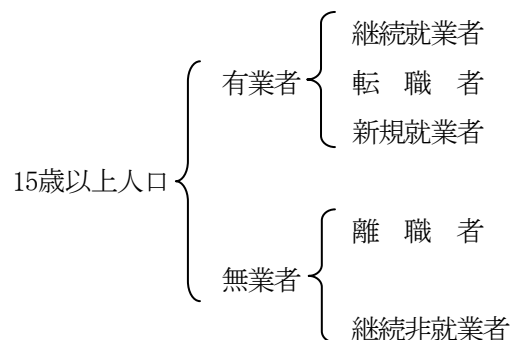 継続就業者
有業者
転　職　者
新規就業者
15歳以上人口
離　職　者
無業者
継続非就業者